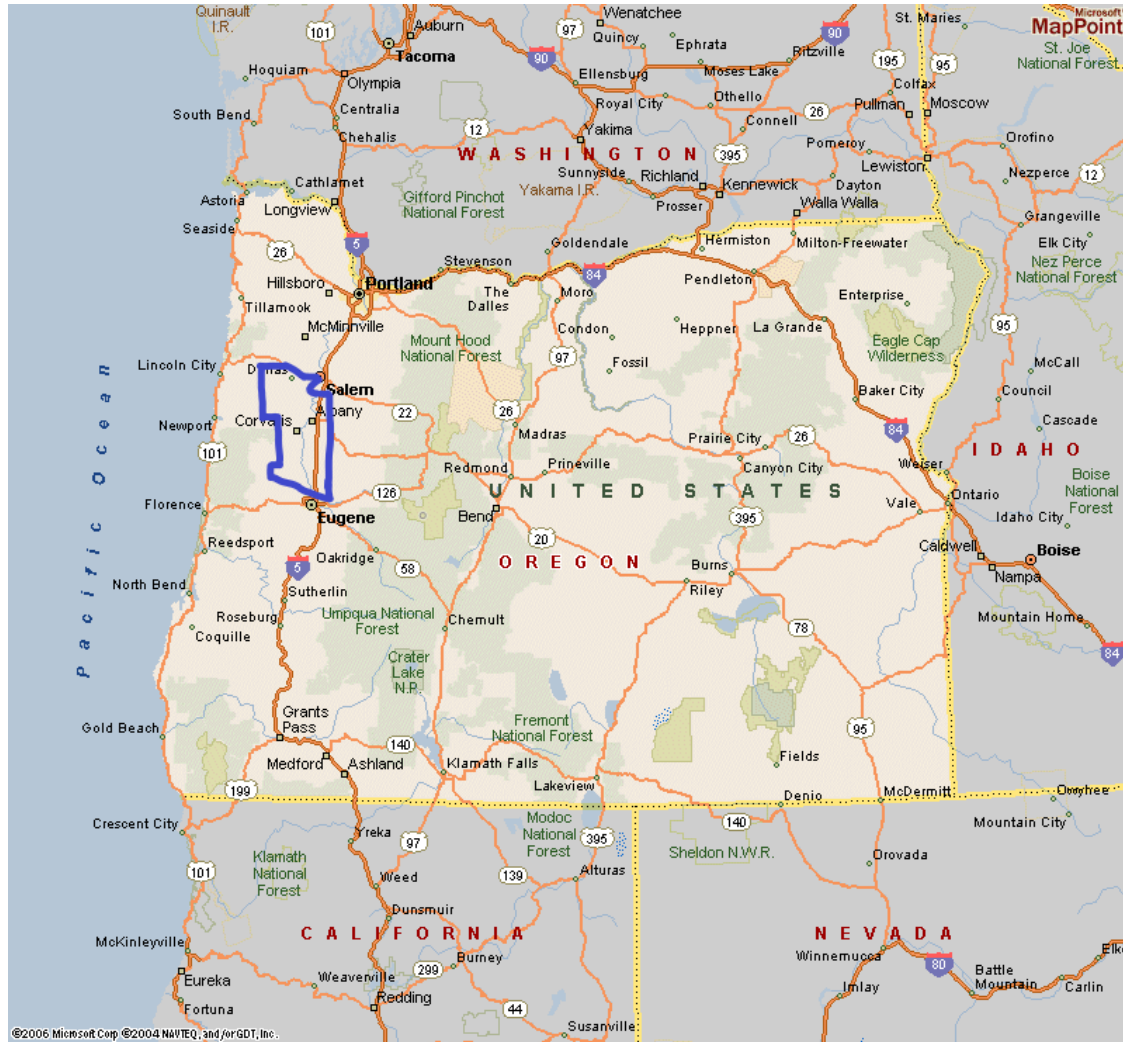 Microsoft
MapPoint
Quinault
I.R.
101
Auburn
Tacoma
Wenatchee
97
Quincy
Ephrata
90
Ritzville
St. Maries
St. Joe
National Forest
Hoquiam
Olympia
90
Ellensburg
Moses Lake
195
95
Colfax
South Bend
Centralia
Chehalis
12
Royal City
Othello
Connell
26
Pullman
Moscow
Yakima
WASHINGTON
395
Pomeroy
Lewiston
Orofino
Nezperce
12
Sunnyside
Yakama I.R.
Richland
Kennewick
Prosser
Dayton
Walla Walla
Cathlamet
Astoria
Longview
Gifford Pinchot
National Forest
Grangeville
Elk City
Nez Perce
National Forest
Seaside
26
5
Goldendale
Hermiston
Milton-Freewater
Stevenson
84
Pendleton
Hillsboro
Portland
The
Dalles
Moro
Enterprise
Tillamook
McMinnville
Mount Hood
National Forest
Condon
Heppner
La Grande
Eagle Cap
Wilderness
95
97
Fossil
McCall
Lincoln City
Salem
Baker City
Council
Newport
Corvallis
Albany
22
26
Madras
84
Cascade
101
Prairie City
26
IDAHO
Redmond
Prineville
Canyon City
Weiser
Boise
National
Forest
Florence
126
UNITED STATES
Ontario
Vale
Idaho City
Eugene
Bend
395
Reedsport
20
5
Oakridge
58
OREGON
Burns
Caldwell
Boise
Nampa
North Bend
Sutherlin
Riley
Roseburg
Umpqua National
Forest
Chemult
78
Mountain Home
84
Coquille
Crater
Lake
N.P.
Pacific Ocean
Gold Beach
Grants
Pass
Fremont
National Forest
95
140
Medford
Ashland
Klamath Falls
Fields
199
Lakeview
Denio
McDermitt
Owyhee
Crescent City
Yreka
97
Modoc
National
Forest
395
140
Mountain City
Sheldon N.W.R.
Orovada
101
Klamath
National
Forest
Weed
139
Alturas
Dunsmuir
CALIFORNIA
NEVADA
McKinleyville
Burney
Winnemucca
80
Eureka
Weaverville
299
Battle
Mountain
Carlin
Fortuna
Redding
44
Imlay
Susanville
©2006 Microsoft Corp ©2004 NAVTEQ, and/or GDT, Inc.